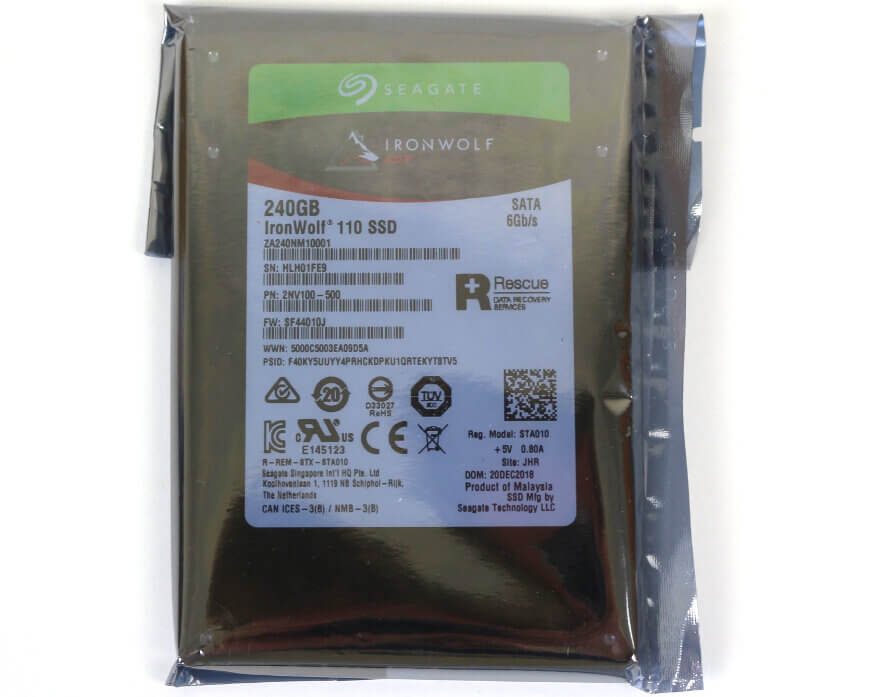 SEAGATE
IRONWOLF
240GB
IronWolf® 110 SSD
SATA
6Gb/s
ZA240NM10001
SN: HLH01FE9
PN: 2NV100-500
FW: SF44010J
WWN: 5000C5003EA09D5A
PSID: F40KY5UUYY4PRHCKDPKU1QRTEKYT8TV5
Rescue
DATA RECOVERY
SERVICES
20
D33027
RoHS
TUV
E145123
c RU US
CE
R-REM-STX-STA010
Seagate Singapore Int'l HQ Pte. Ltd
Koolhovenlaan 1, 1119 NB Schiphol-Rijk,
The Netherlands
CAN ICES-3(B) / NMB-3(B)
Reg. Model: STA010
+5V 0.80A
Site: JHR
DOM: 20DEC2018
Product of Malaysia
SSD Mfg by
Seagate Technology LLC